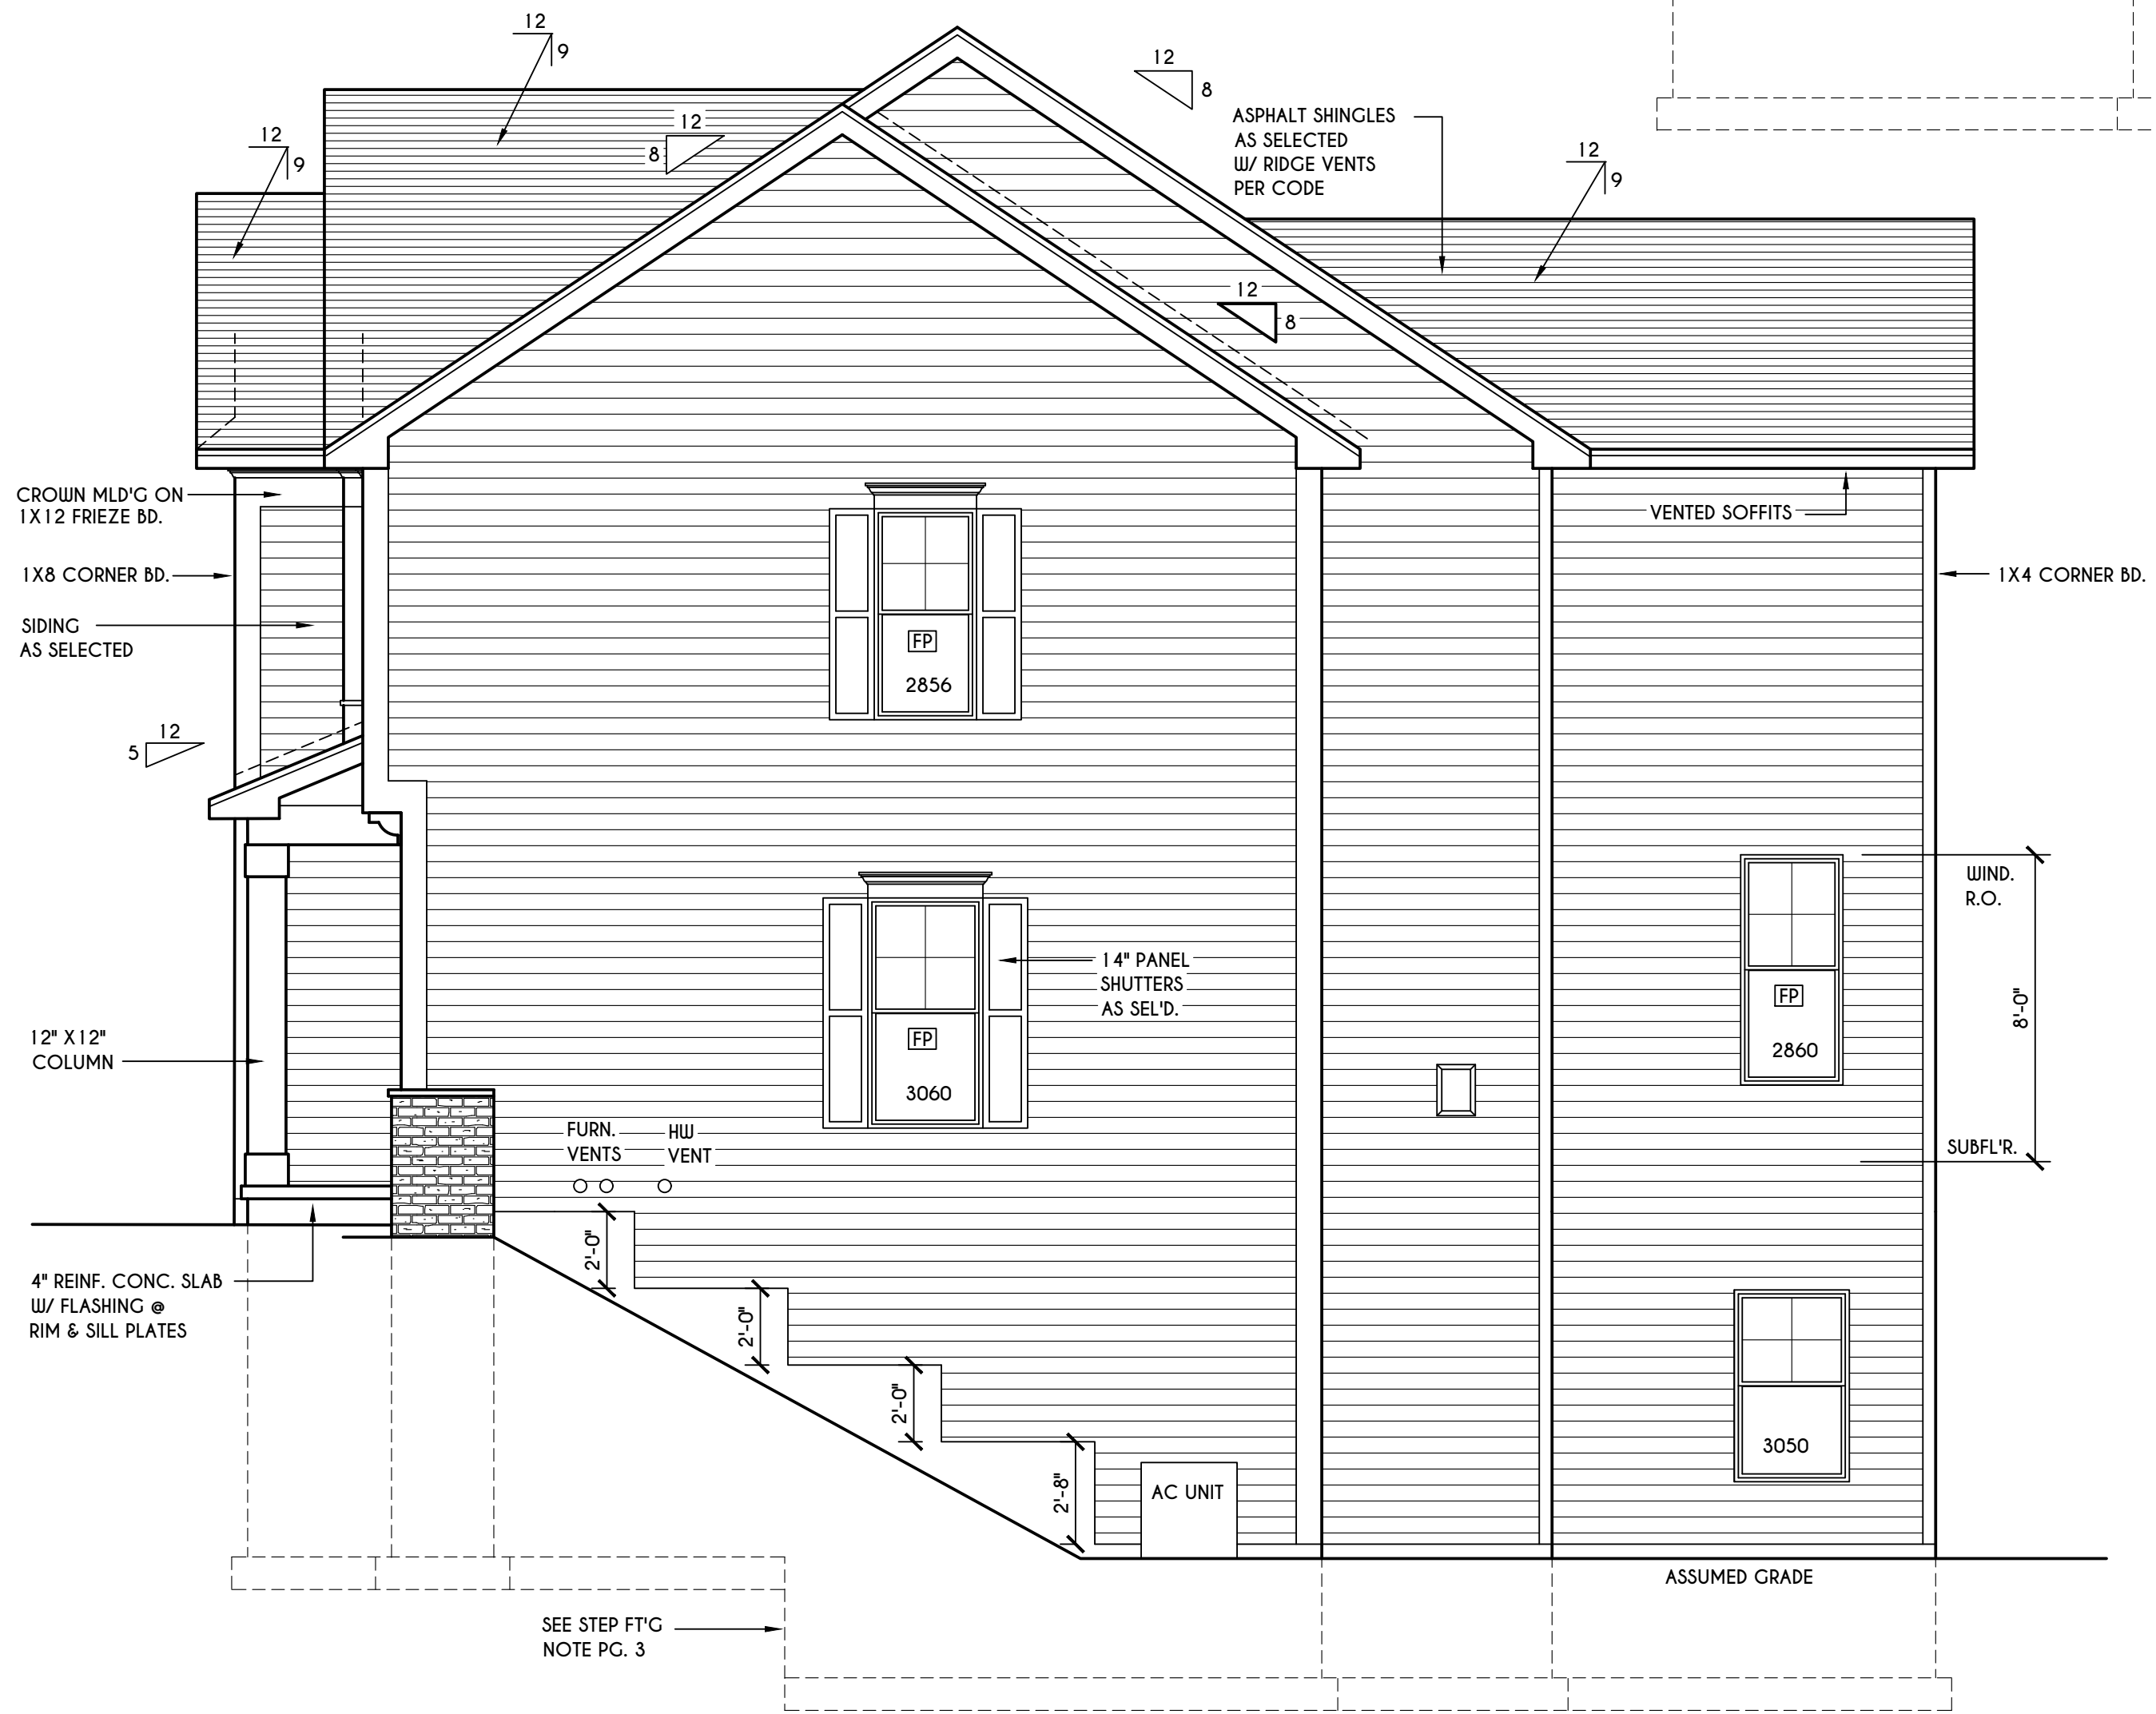 12
9
12
8
12
9
12
8
ASPHALT SHINGLES
AS SELECTED
W/ RIDGE VENTS
PER CODE
12
9
12
8
CROWN MLD'G ON
1X12 FRIEZE BD.
VENTED SOFFITS
1X8 CORNER BD.
1X4 CORNER BD.
SIDING
AS SELECTED
FP
2856
12
5
WIND.
R.O.
14" PANEL
SHUTTERS
AS SEL'D.
FP
3060
FP
2860
8'-0"
12" X12"
COLUMN
FURN.
VENTS
HW
VENT
SUBFL'R.
2'-0"
4" REINF. CONC. SLAB
W/ FLASHING @
RIM & SILL PLATES
2'-0"
2'-0"
2'-8"
3050
AC UNIT
ASSUMED GRADE
SEE STEP FT'G
NOTE PG. 3